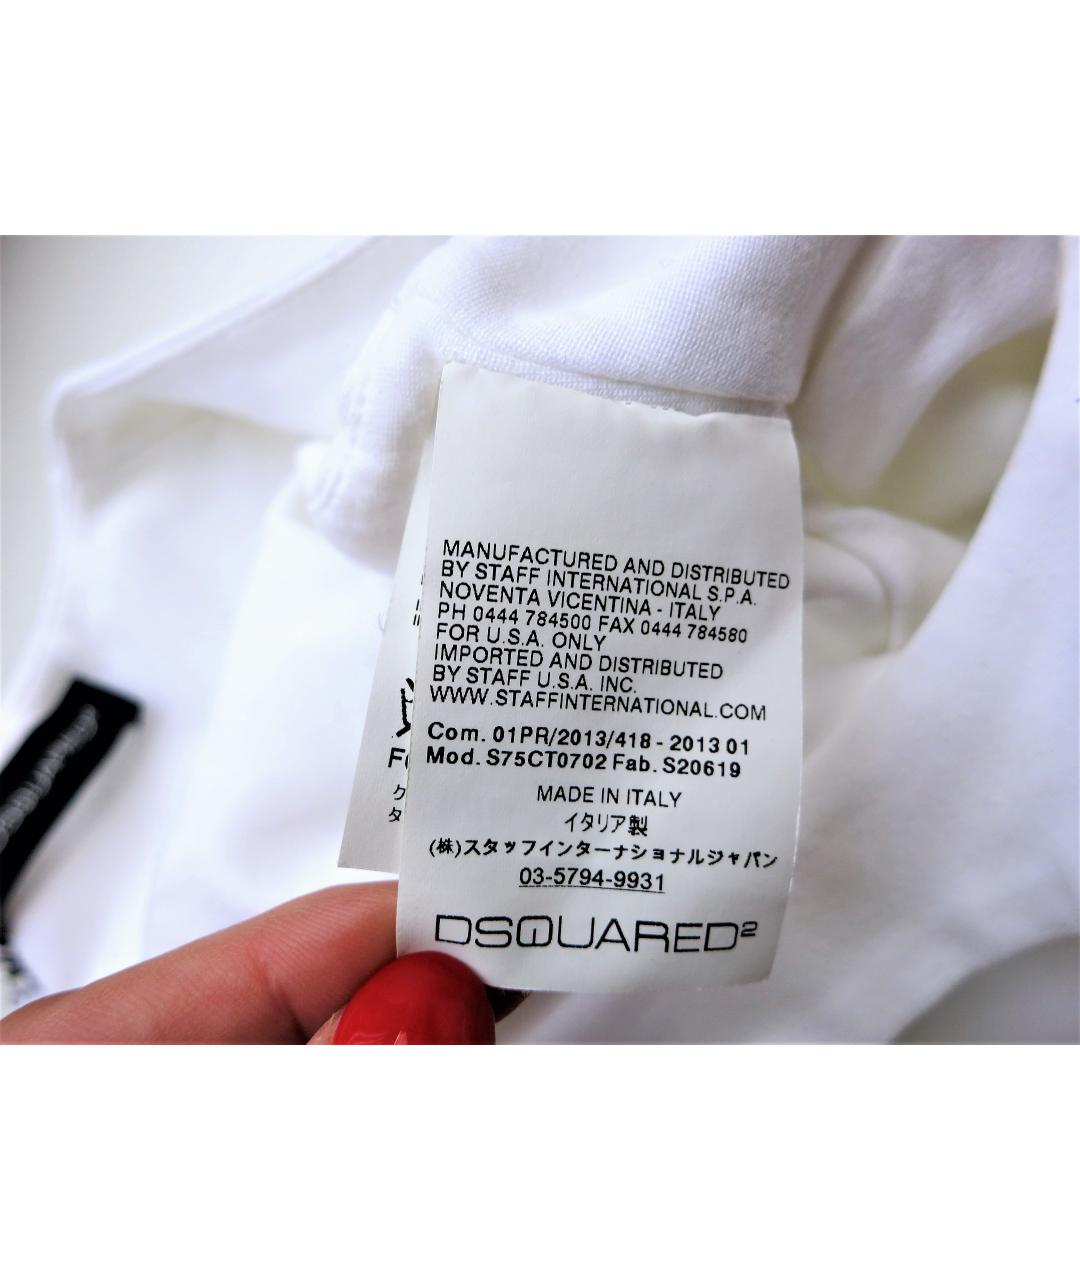 MANUFACTURED AND DISTRIBUTED
BY STAFF INTERNATIONAL S.P.A.
NOVENTA VICENTINA - ITALY
PH 0444 784500 FAX 0444 784580
FOR U.S.A. ONLY
IMPORTED AND DISTRIBUTED
BY STAFF U.S.A. INC.
WWW.STAFFINTERNATIONAL.COM
Com. 01PR/2013/418 - 2013 01
Mod. S75CT0702 Fab. S20619
MADE IN ITALY
イタリア製
(株)スタッフインターナショナルジャパン
03-5794-9931
DSQUARED2